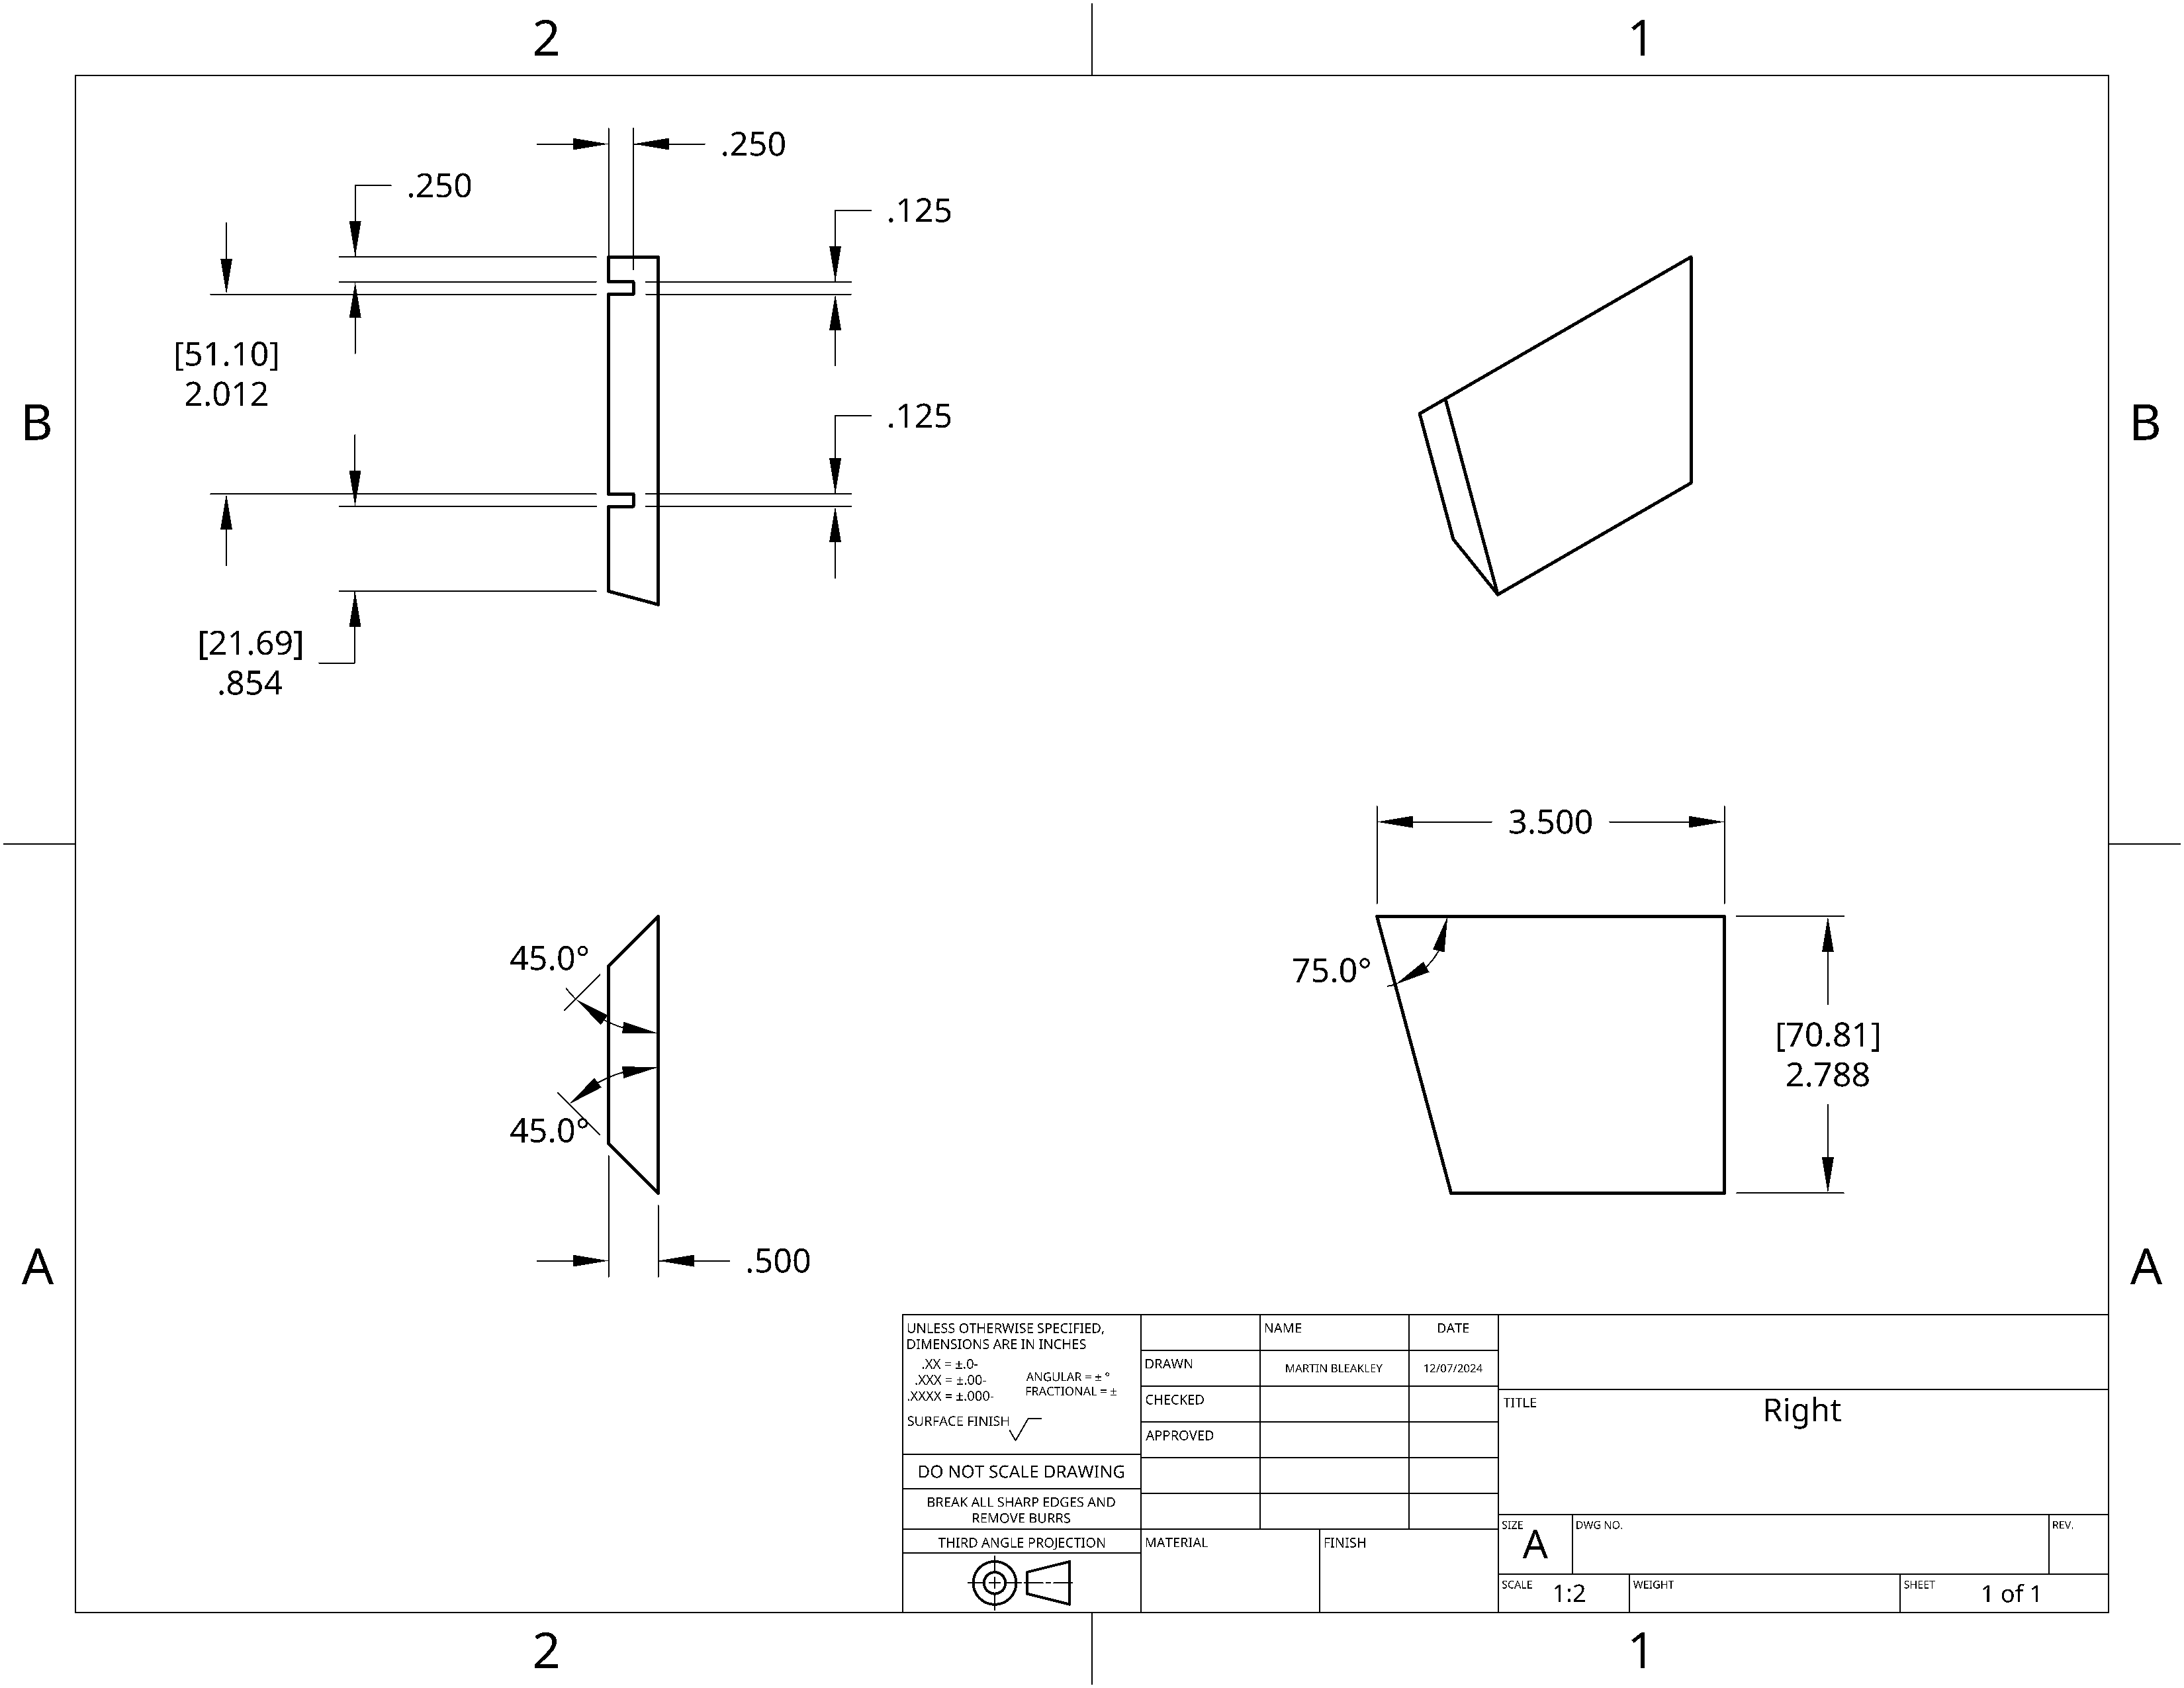 2
1
.250
.250
.125
[51.10]
2.012
B
B
.125
[21.69]
.854
3.500
45.0°
75.0°
[70.81]
2.788
45.0°
A
A
.500
UNLESS OTHERWISE SPECIFIED,
DIMENSIONS ARE IN INCHES
.XX = ±.0-
.XXX = ±.00-
.XXXX = ±.000-
ANGULAR = ± °
FRACTIONAL = ±
SURFACE FINISH
DO NOT SCALE DRAWING
BREAK ALL SHARP EDGES AND
REMOVE BURRS
THIRD ANGLE PROJECTION
NAME
DATE
DRAWN
MARTIN BLEAKLEY
12/07/2024
CHECKED
APPROVED
MATERIAL
FINISH
TITLE
Right
SIZE
A
DWG NO.
REV.
SCALE
1:2
WEIGHT
SHEET
1 of 1
2
1